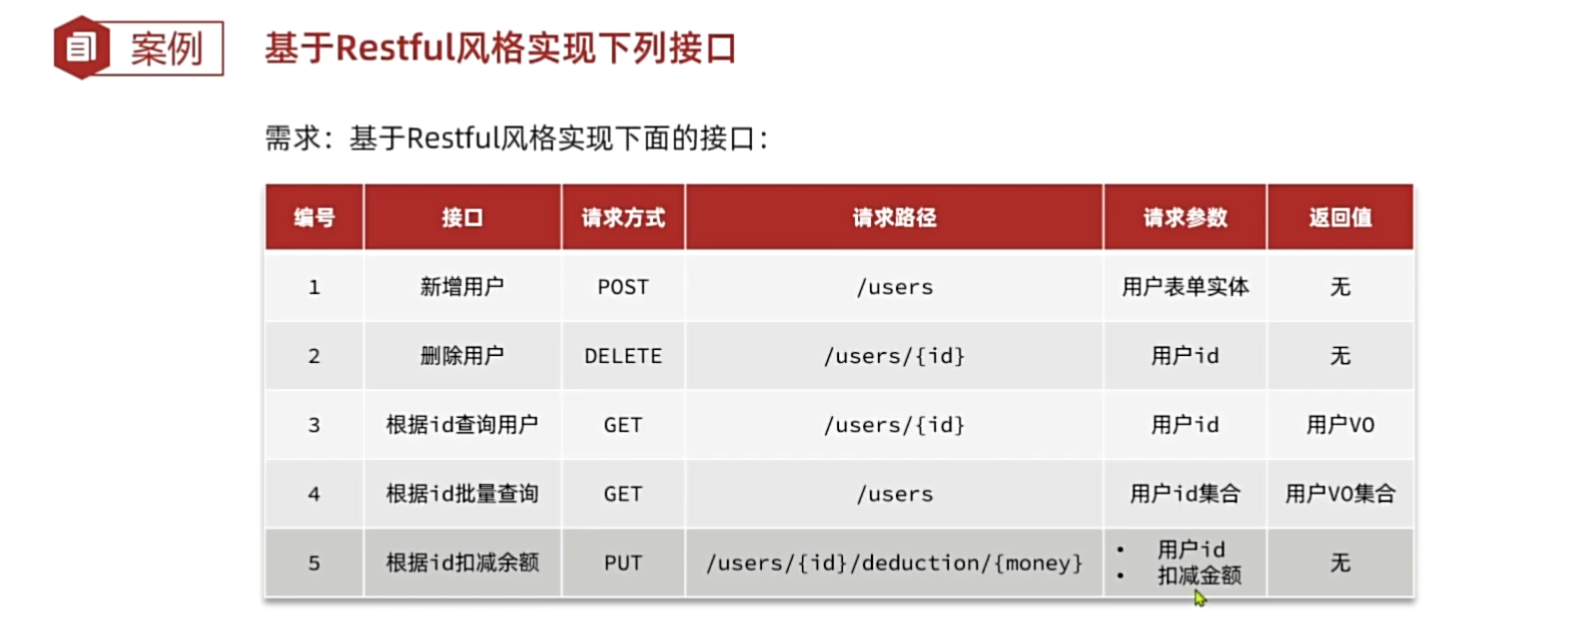 案例
基于Restful风格实现下列接口
需求：基于Restful风格实现下面的接口：
编号 接口 请求方式 请求路径 请求参数 返回值
1 新增用户 POST /users 用户表单实体 无
2 删除用户 DELETE /users/{id} 用户id 无
3 根据id查询用户 GET /users/{id} 用户id 用户VO
4 根据id批量查询 GET /users 用户id集合 用户VO集合
5 根据id扣减余额 PUT /users/{id}/deduction/{money} • 用户id 无
• 扣减金额